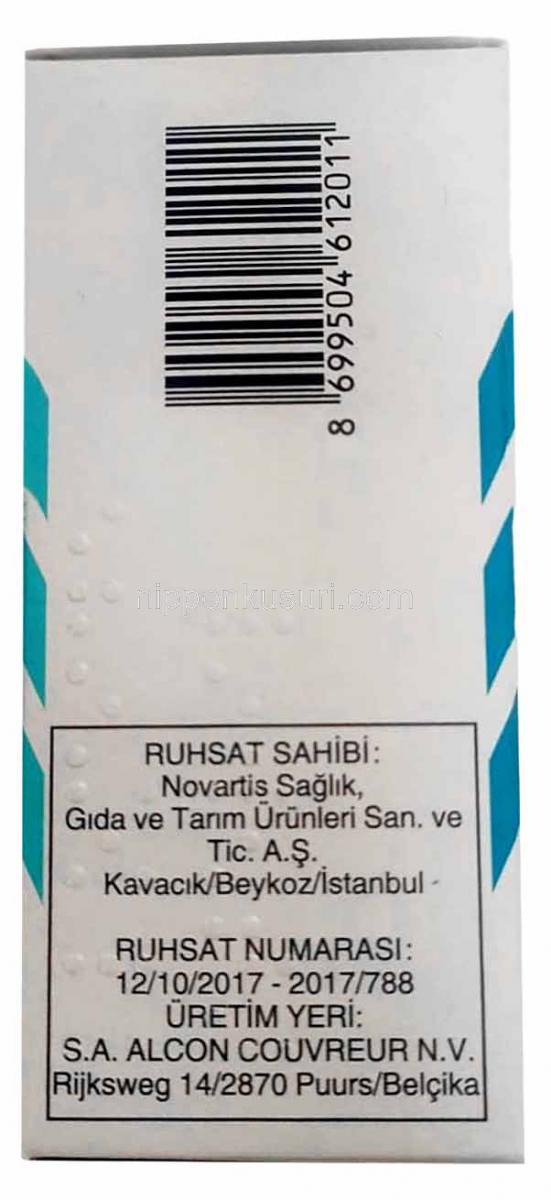 8 699504 612011
nipponkusuri.com
RUHSAT SAHİBİ:
Novartis Sağlık,
Gıda ve Tarım Ürünleri San. ve
Tic. A.Ş.
Kavacık/Beykoz/İstanbul
RUHSAT NUMARASI:
12/10/2017 - 2017/788
ÜRETİM YERİ:
S.A. ALCON COUVREUR N.V.
Rijksweg 14/2870 Puurs/Belçika